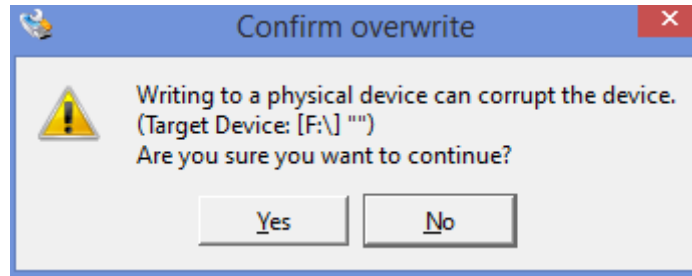 Confirm overwrite
Writing to a physical device can corrupt the device.
(Target Device: [F:\] "")
Are you sure you want to continue?
Yes
No